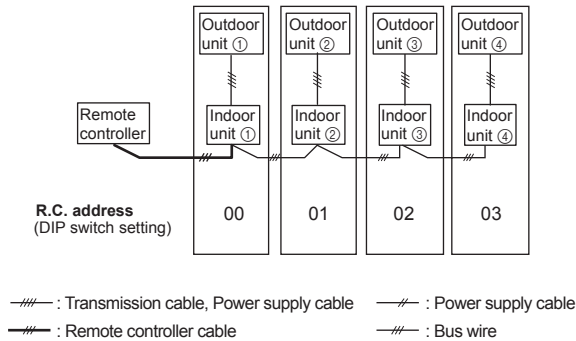 Outdoor
unit ①
Outdoor
unit ②
Outdoor
unit ③
Outdoor
unit ④
Remote
controller
Indoor
unit ①
Indoor
unit ②
Indoor
unit ③
Indoor
unit ④
R.C. address
(DIP switch setting)
00
01
02
03
: Transmission cable, Power supply cable
: Power supply cable
: Remote controller cable
: Bus wire